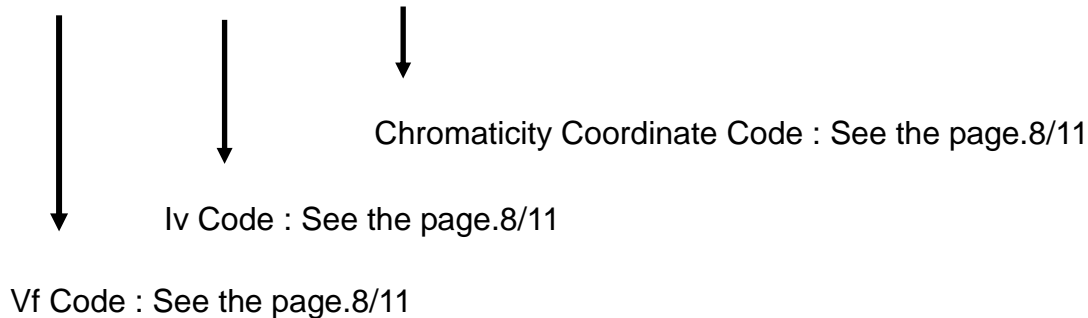 Chromaticity Coordinate Code : See the page.8/11
Iv Code : See the page.8/11
Vf Code : See the page.8/11